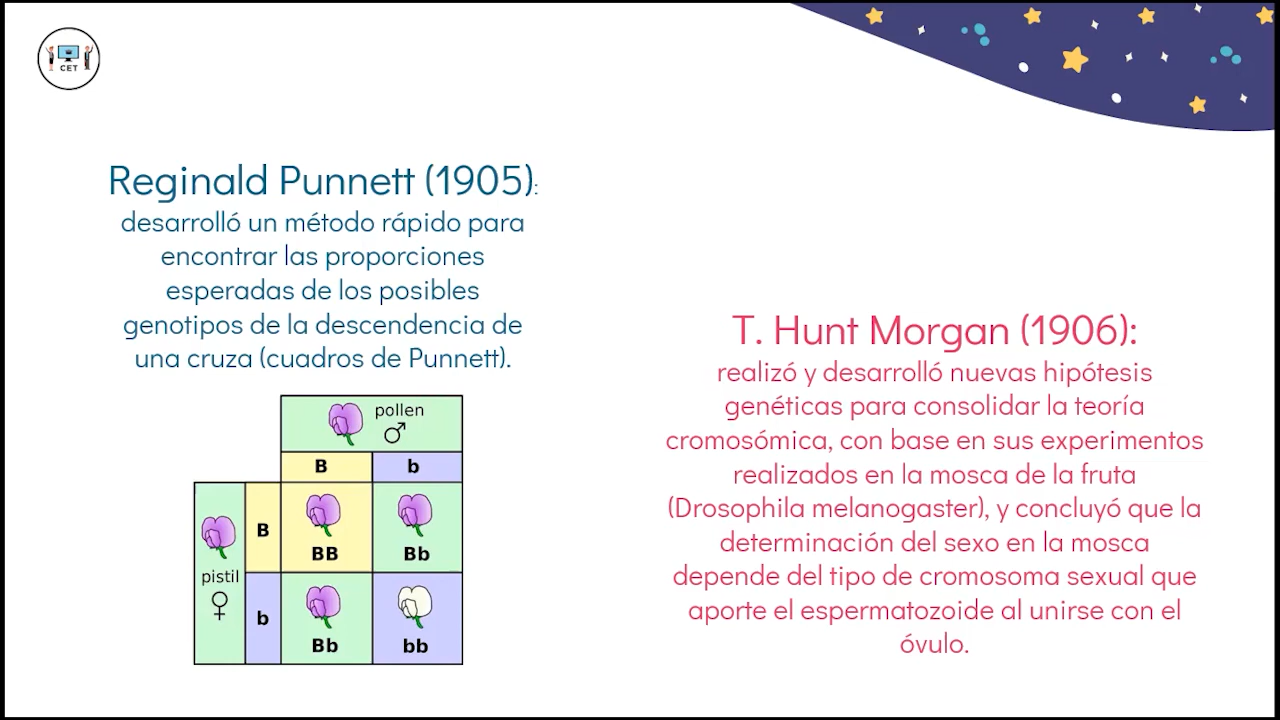 CET
Reginald Punnett (1905):
desarrolló un método rápido para
encontrar las proporciones
esperadas de los posibles
genotipos de la descendencia de
una cruza (cuadros de Punnett).
pollen
♂
B b
pistil
♀
B
BB Bb
b
Bb bb
T. Hunt Morgan (1906):
realizó y desarrolló nuevas hipótesis
genéticas para consolidar la teoría
cromosómica, con base en sus experimentos
realizados en la mosca de la fruta
(Drosophila melanogaster), y concluyó que la
determinación del sexo en la mosca
depende del tipo de cromosoma sexual que
aporte el espermatozoide al unirse con el
óvulo.